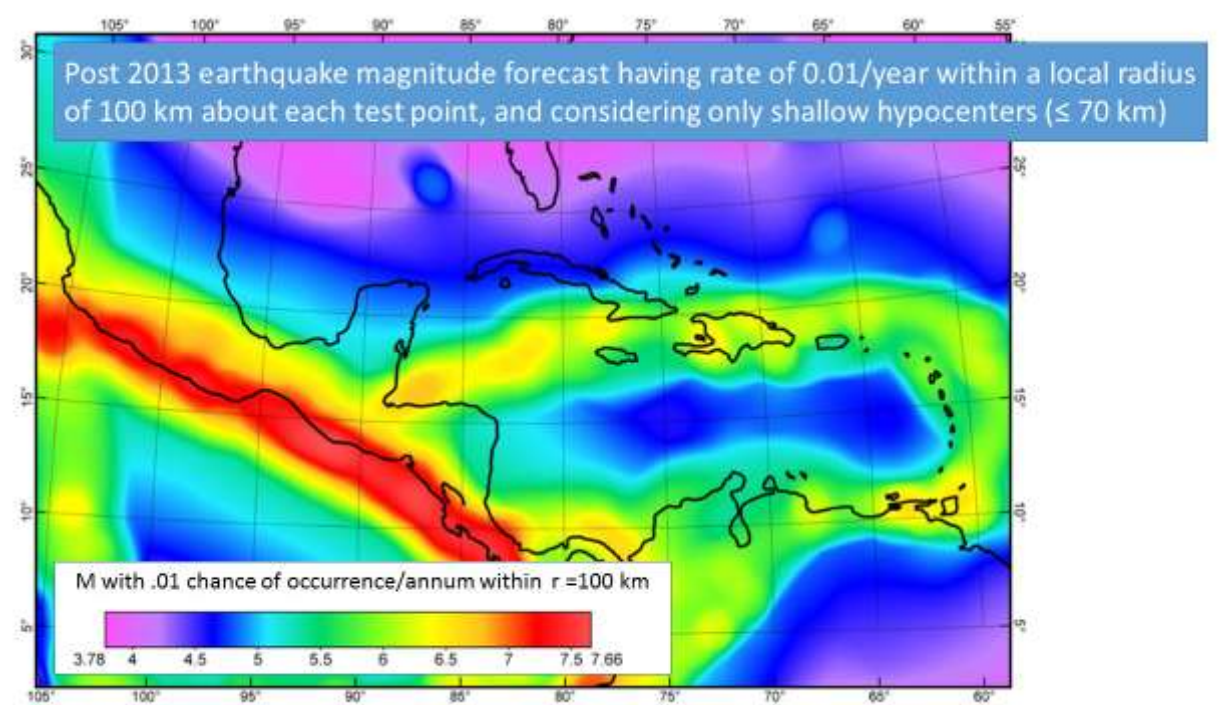 105° 100° 95° 90° 85° 80° 75° 70° 65° 60° 55°
30°
Post 2013 earthquake magnitude forecast having rate of 0.01/year within a local radius
of 100 km about each test point, and considering only shallow hypocenters (≤ 70 km)
25° 25°
20° 20°
15° 15°
10° 10°
M with .01 chance of occurrence/annum within r =100 km
5° 5°
3.78 4 4.5 5 5.5 6 6.5 7 7.5 7.66
105° 100° 95° 90° 85° 80° 75° 70° 65° 60°